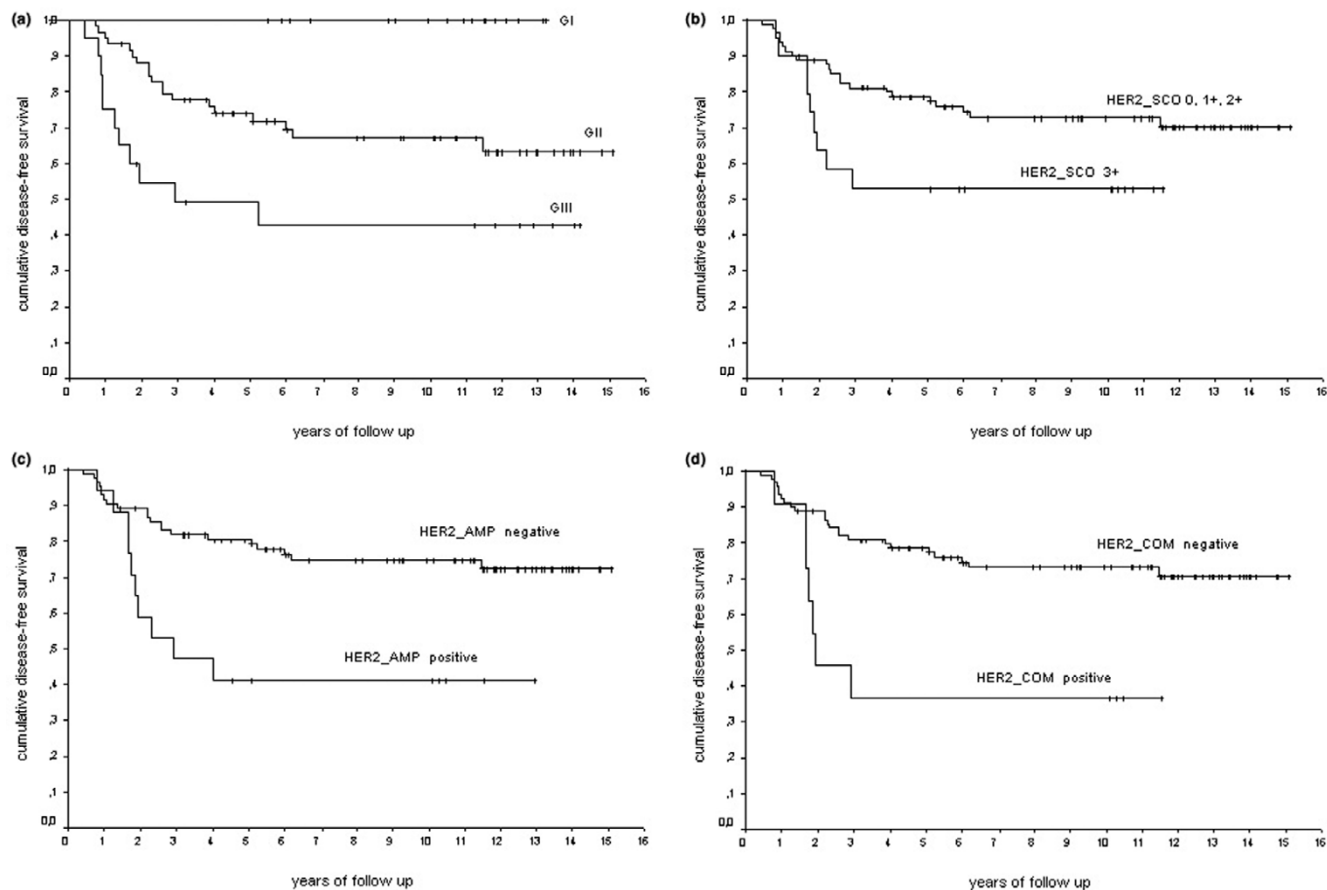 (a)
cumulative disease-free survival
1,0
,9
,8
,7
,6
,5
,4
,3
,2
,1
0,0
GI
GII
GIII
0 1 2 3 4 5 6 7 8 9 10 11 12 13 14 15 16
years of follow up
(b)
cumulative disease-free survival
1,0
,9
,8
,7
,6
,5
,4
,3
,2
,1
0,0
HER2_SCO 0, 1+, 2+
HER2_SCO 3+
0 1 2 3 4 5 6 7 8 9 10 11 12 13 14 15 16
years of follow up
(c)
cumulative disease-free survival
1,0
,9
,8
,7
,6
,5
,4
,3
,2
,1
0,0
HER2_AMP negative
HER2_AMP positive
0 1 2 3 4 5 6 7 8 9 10 11 12 13 14 15 16
years of follow up
(d)
cumulative disease-free survival
1,0
,9
,8
,7
,6
,5
,4
,3
,2
,1
0,0
HER2_COM negative
HER2_COM positive
0 1 2 3 4 5 6 7 8 9 10 11 12 13 14 15 16
years of follow up